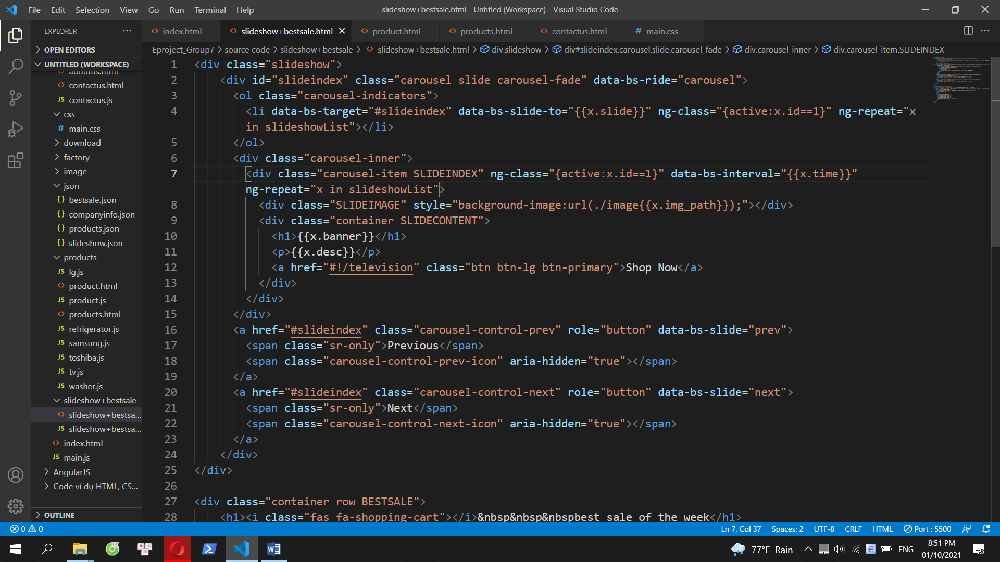 File Edit Selection View Go Run Terminal Help
slideshow+bestsale.html - Untitled (Workspace) - Visual Studio Code
EXPLORER
OPEN EDITORS
UNTITLED (WORKSPACE)
aboutus.html
contactus.html
JS contactus.js
css
# main.css
download
factory
image
json
{} bestsale.json
{} companyinfo.json
{} products.json
{} slideshow.json
products
JS lg.js
product.html
JS product.js
products.html
JS refrigerator.js
JS samsung.js
JS toshiba.js
JS tv.js
JS washer.js
slideshow+bestsale
slideshow+bestsa...
JS slideshow+bestsa...
index.html
JS main.js
AngularJS
Code ví dụ HTML, CS...
OUTLINE
index.html
slideshow+bestsale.html
product.html
products.html
contactus.html
# main.css
Eproject_Group7 > source code > slideshow+bestsale > slideshow+bestsale.html > div.slideshow > div#slideindex.carousel.slide.carousel-fade > div.carousel-inner > div.carousel-item.SLIDEINDEX
1 <div class="slideshow">
2 <div id="slideindex" class="carousel slide carousel-fade" data-bs-ride="carousel">
3 <ol class="carousel-indicators">
4 <li data-bs-target="#slideindex" data-bs-slide-to="{{x.slide}}" ng-class="{active:x.id==1}" ng-repeat="x
in slideshowList"></li>
5 </ol>
6 <div class="carousel-inner">
7 <div class="carousel-item SLIDEINDEX" ng-class="{active:x.id==1}" data-bs-interval="{{x.time}}"
ng-repeat="x in slideshowList">
8 <div class="SLIDEIMAGE" style="background-image:url(./image{{x.img_path}});"></div>
9 <div class="container SLIDECONTENT">
10 <h1>{{x.banner}}</h1>
11 <p>{{x.desc}}</p>
12 <a href="#!/television" class="btn btn-lg btn-primary">Shop Now</a>
13 </div>
14 </div>
15 </div>
16 <a href="#slideindex" class="carousel-control-prev" role="button" data-bs-slide="prev">
17 <span class="sr-only">Previous</span>
18 <span class="carousel-control-prev-icon" aria-hidden="true"></span>
19 </a>
20 <a href="#slideindex" class="carousel-control-next" role="button" data-bs-slide="next">
21 <span class="sr-only">Next</span>
22 <span class="carousel-control-next-icon" aria-hidden="true"></span>
23 </a>
24 </div>
25 </div>
26
27 <div class="container row BESTSALE">
28 <h1><i class="fas fa-shopping-cart"></i>&nbsp&nbsp&nbspbest sale of the week</h1>
0 0
Ln 7, Col 37 Spaces: 2 UTF-8 CRLF HTML Port : 5500
77°F Rain
ENG
8:51 PM
01/10/2021